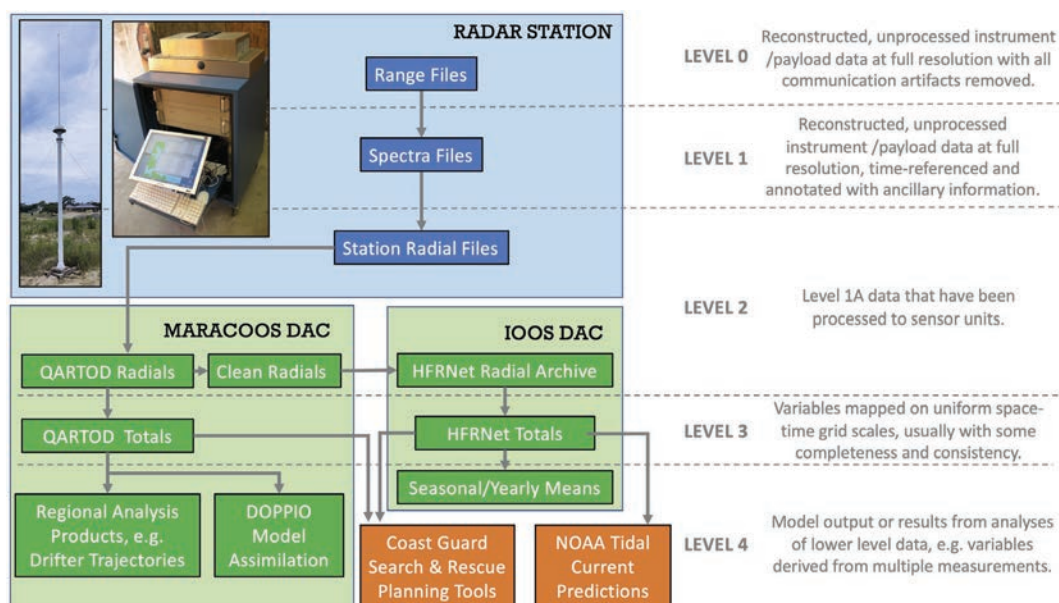 RADAR STATION
Range Files
Spectra Files
Station Radial Files
MARACOOS DAC
QARTOD Radials
Clean Radials
QARTOD Totals
Regional Analysis
Products, e.g.
Drifter Trajectories
DOPPIO
Model
Assimilation
IOOS DAC
HFRNet Radial Archive
HFRNet Totals
Seasonal/Yearly Means
Coast Guard
Search & Rescue
Planning Tools
NOAA Tidal
Current
Predictions
LEVEL 0
Reconstructed, unprocessed instrument
/payload data at full resolution with all
communication artifacts removed.
LEVEL 1
Reconstructed, unprocessed
instrument /payload data at full
resolution, time-referenced and
annotated with ancillary information.
LEVEL 2
Level 1A data that have been
processed to sensor units.
LEVEL 3
Variables mapped on uniform space-
time grid scales, usually with some
completeness and consistency.
LEVEL 4
Model output or results from analyses
of lower level data, e.g. variables
derived from multiple measurements.